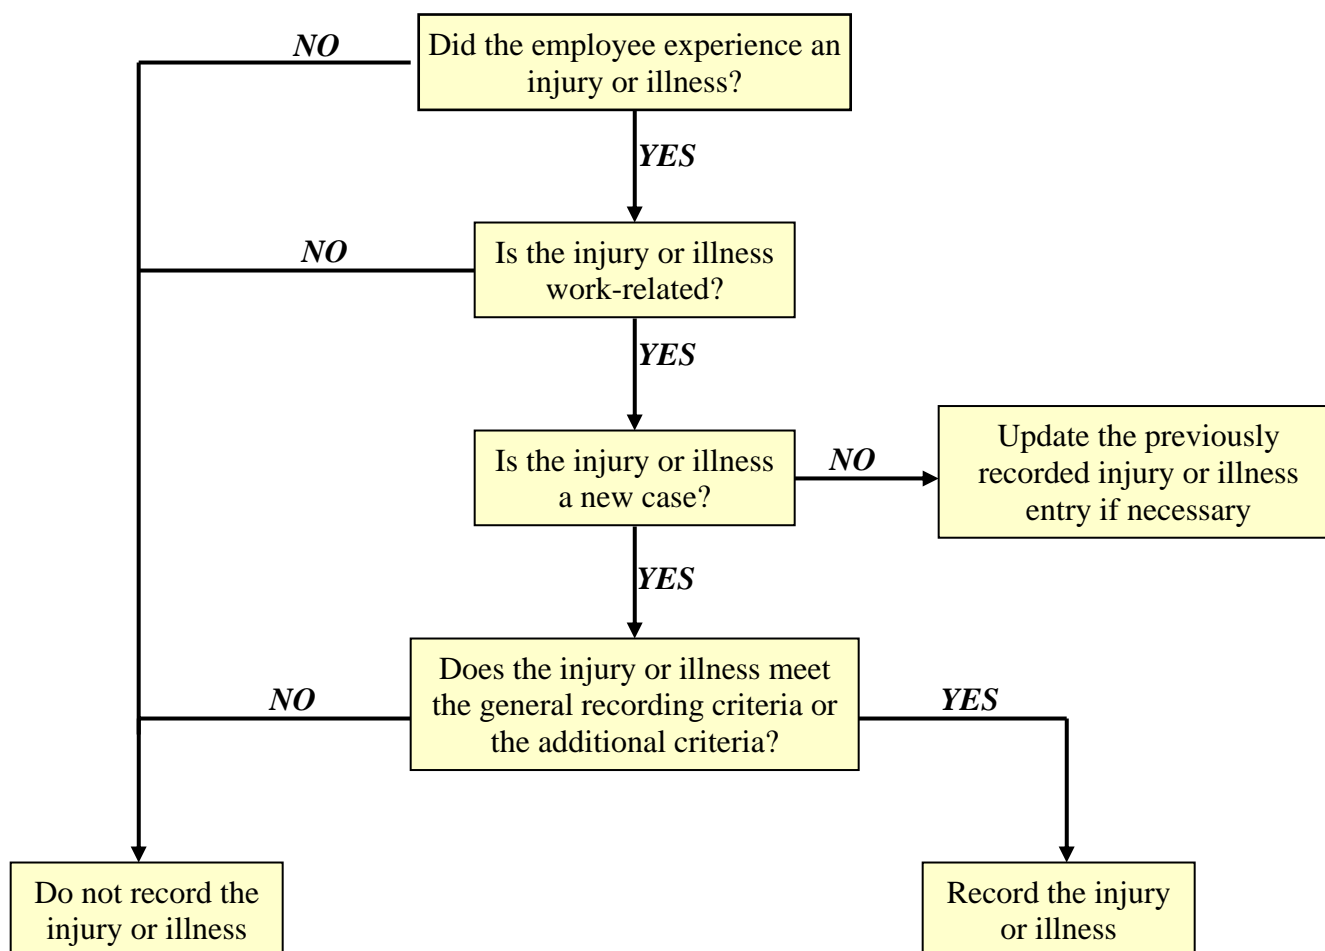 NO
Did the employee experience an
injury or illness?
YES
NO
Is the injury or illness
work-related?
YES
Is the injury or illness
a new case?
NO
Update the previously
recorded injury or illness
entry if necessary
YES
NO
Does the injury or illness meet
the general recording criteria or
the additional criteria?
YES
Do not record the
injury or illness
Record the injury
or illness